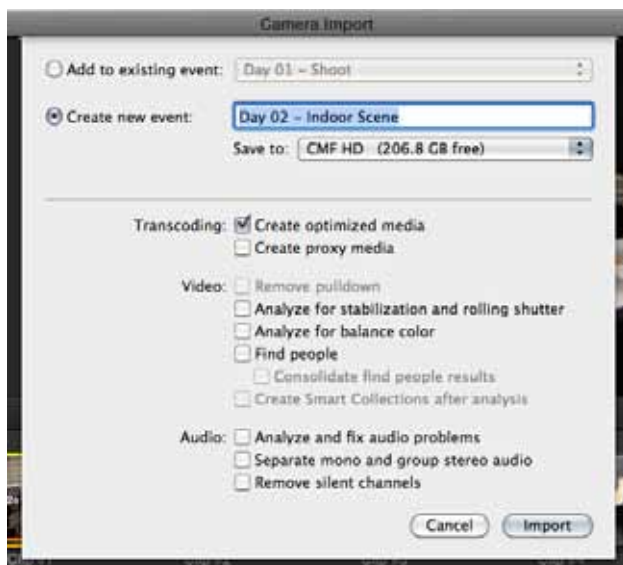 Camera Import
Add to existing event: Day 01 – Shoot
Create new event: Day 02 – Indoor Scene
Save to: CMF HD (206.8 GB free)
Transcoding: Create optimized media
Create proxy media
Video: Remove pulldown
Analyze for stabilization and rolling shutter
Analyze for balance color
Find people
Consolidate find people results
Create Smart Collections after analysis
Audio: Analyze and fix audio problems
Separate mono and group stereo audio
Remove silent channels
Cancel Import